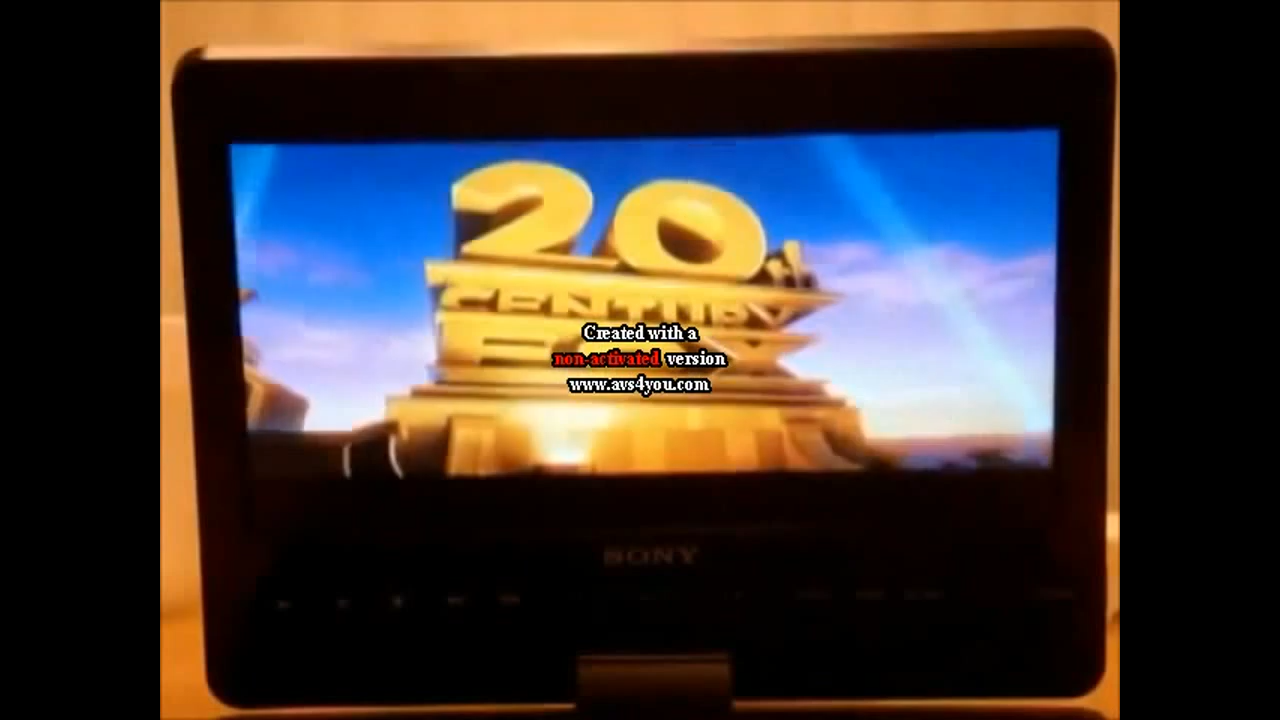 20th
CENTURY
FOX
Created with a
non-activated version
www.avs4you.com
SONY